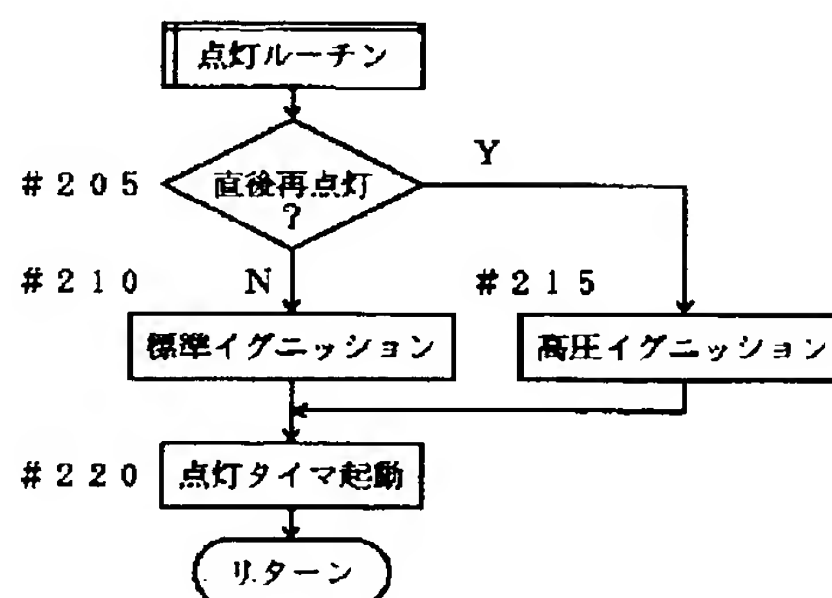 点灯ルーチン
Y
#205
直後再点灯
?
#210
N
#215
標準イグニッション
高圧イグニッション
#220
点灯タイマ起動
リターン